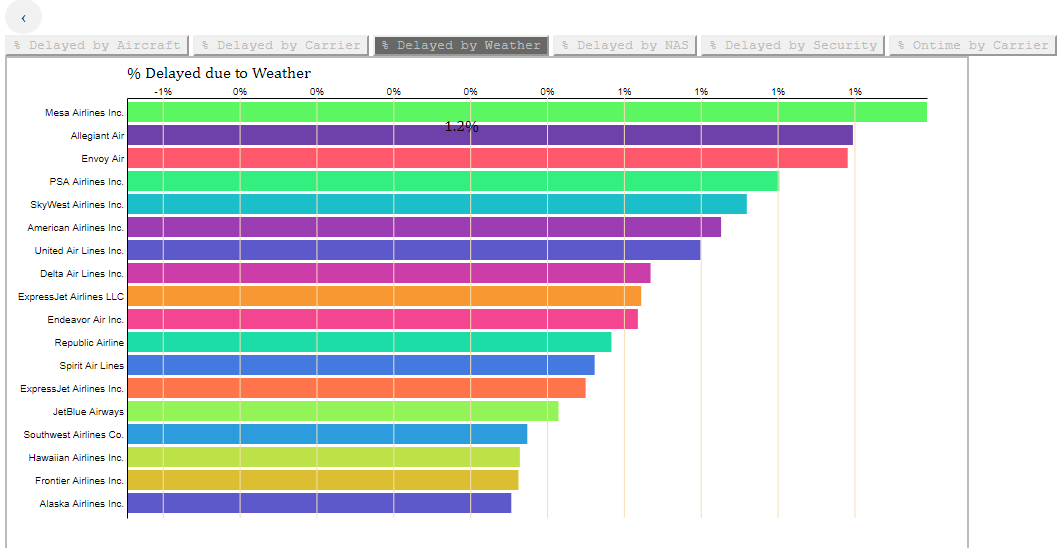 ‹
% Delayed by Aircraft % Delayed by Carrier % Delayed by Weather % Delayed by NAS % Delayed by Security % Ontime by Carrier
% Delayed due to Weather
-1% 0% 0% 0% 0% 0% 1% 1% 1% 1%
Mesa Airlines Inc.
1.2%
Allegiant Air
Envoy Air
PSA Airlines Inc.
SkyWest Airlines Inc.
American Airlines Inc.
United Air Lines Inc.
Delta Air Lines Inc.
ExpressJet Airlines LLC
Endeavor Air Inc.
Republic Airline
Spirit Air Lines
ExpressJet Airlines Inc.
JetBlue Airways
Southwest Airlines Co.
Hawaiian Airlines Inc.
Frontier Airlines Inc.
Alaska Airlines Inc.